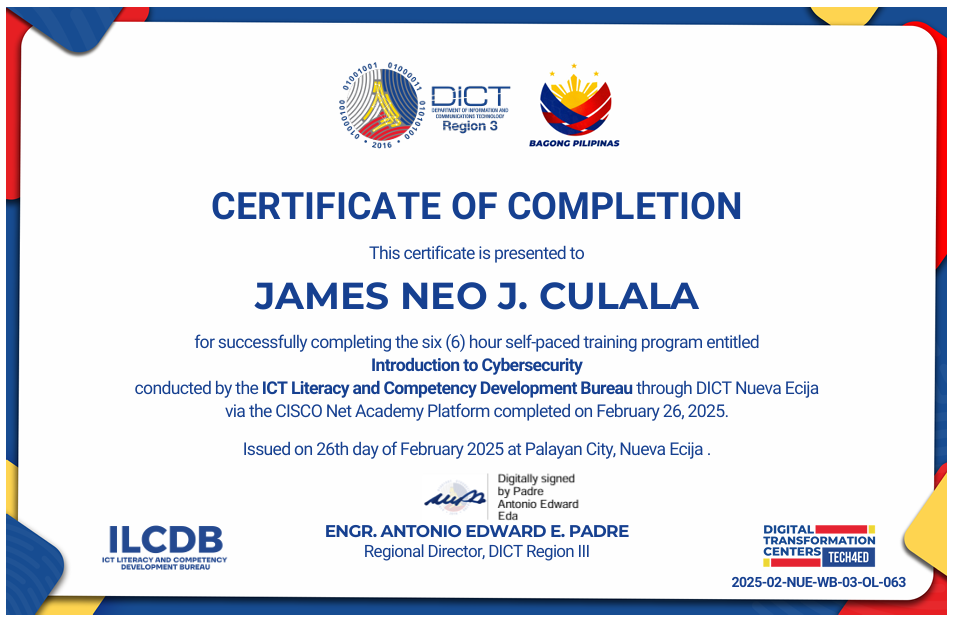 01000011
01001001
01010100
01000100
2016
DICT
DEPARTMENT OF INFORMATION AND
COMMUNICATIONS TECHNOLOGY
Region 3
BAGONG PILIPINAS
CERTIFICATE OF COMPLETION
This certificate is presented to
JAMES NEO J. CULALA
for successfully completing the six (6) hour self-paced training program entitled
Introduction to Cybersecurity
conducted by the ICT Literacy and Competency Development Bureau through DICT Nueva Ecija
via the CISCO Net Academy Platform completed on February 26, 2025.
Issued on 26th day of February 2025 at Palayan City, Nueva Ecija .
Digitally signed
by Padre
Antonio Edward
Eda
ENGR. ANTONIO EDWARD E. PADRE
Regional Director, DICT Region III
ILCDB
ICT LITERACY AND COMPETENCY
DEVELOPMENT BUREAU
DIGITAL
TRANSFORMATION
CENTERS TECH4ED
2025-02-NUE-WB-03-OL-063